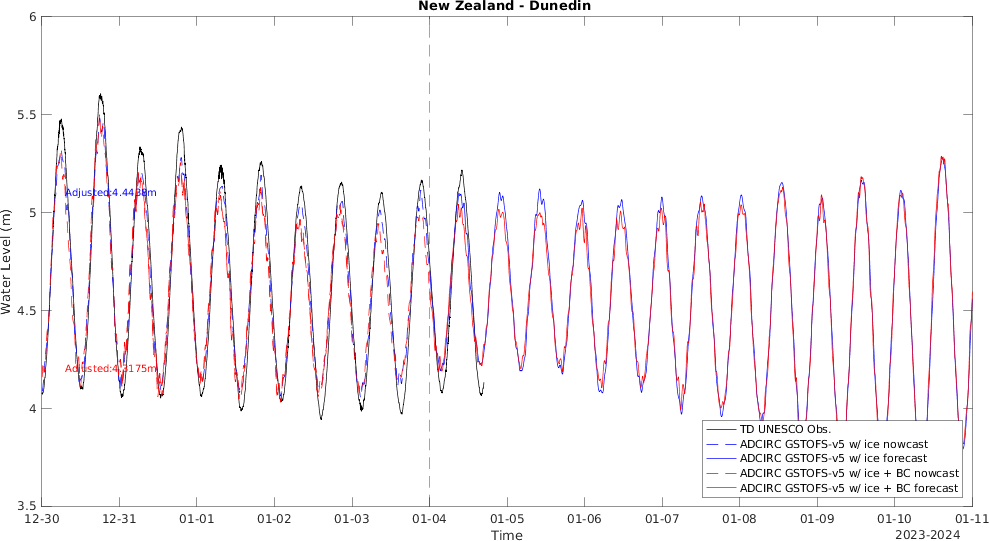 New Zealand - Dunedin
6
5.5
5
4.5
4
3.5
Water Level (m)
Adjusted:4.4438m
Adjusted:4.3175m
TD UNESCO Obs.
ADCIRC GSTOFS-v5 w/ ice nowcast
ADCIRC GSTOFS-v5 w/ ice forecast
ADCIRC GSTOFS-v5 w/ ice + BC nowcast
ADCIRC GSTOFS-v5 w/ ice + BC forecast
12-30 12-31 01-01 01-02 01-03 01-04 01-05 01-06 01-07 01-08 01-09 01-10 01-11
Time
2023-2024